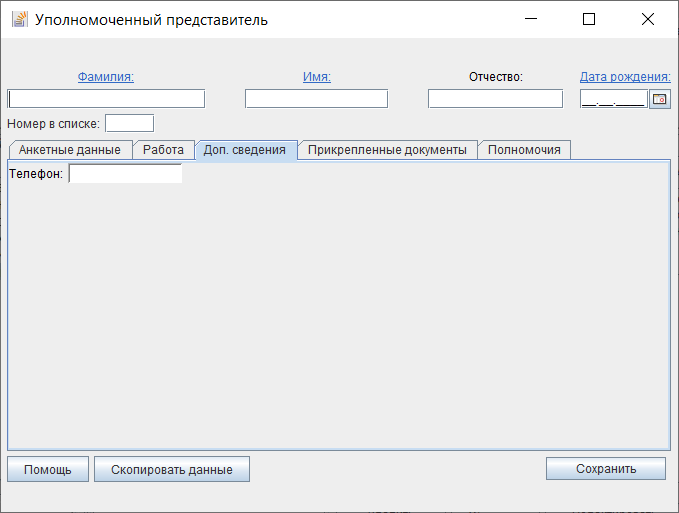 Уполномоченный представитель
Фамилия: Имя: Отчество: Дата рождения:
__.__.____
Номер в списке:
Анкетные данные Работа Доп. сведения Прикрепленные документы Полномочия
Телефон:
Помощь Скопировать данные Сохранить